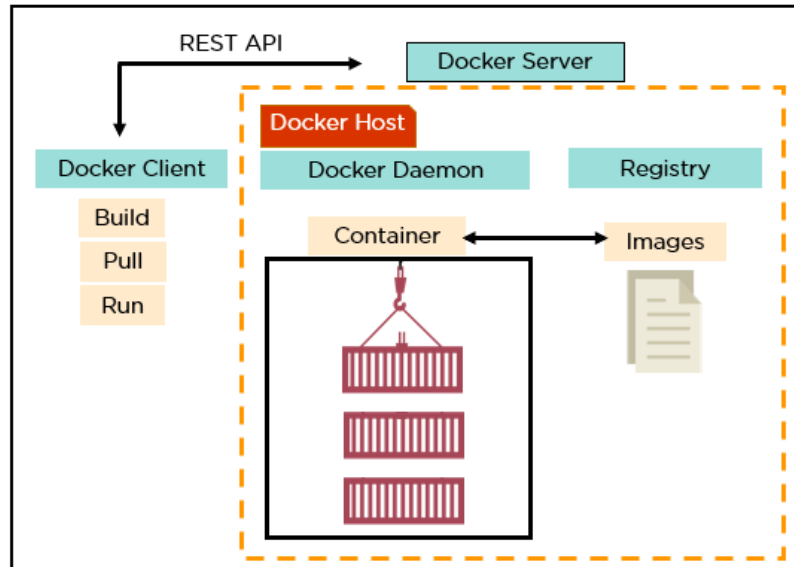 REST API
Docker Server
Docker Host
Docker Client
Docker Daemon
Registry
Build
Pull
Run
Container
Images